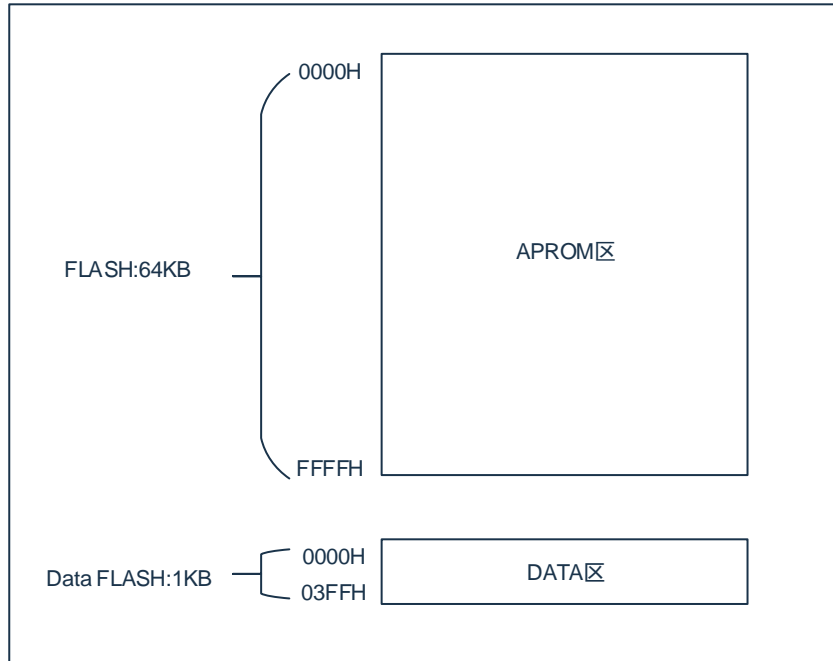 0000H
APROM区
FLASH:64KB
FFFFH
0000H
DATA区
Data FLASH:1KB
03FFH